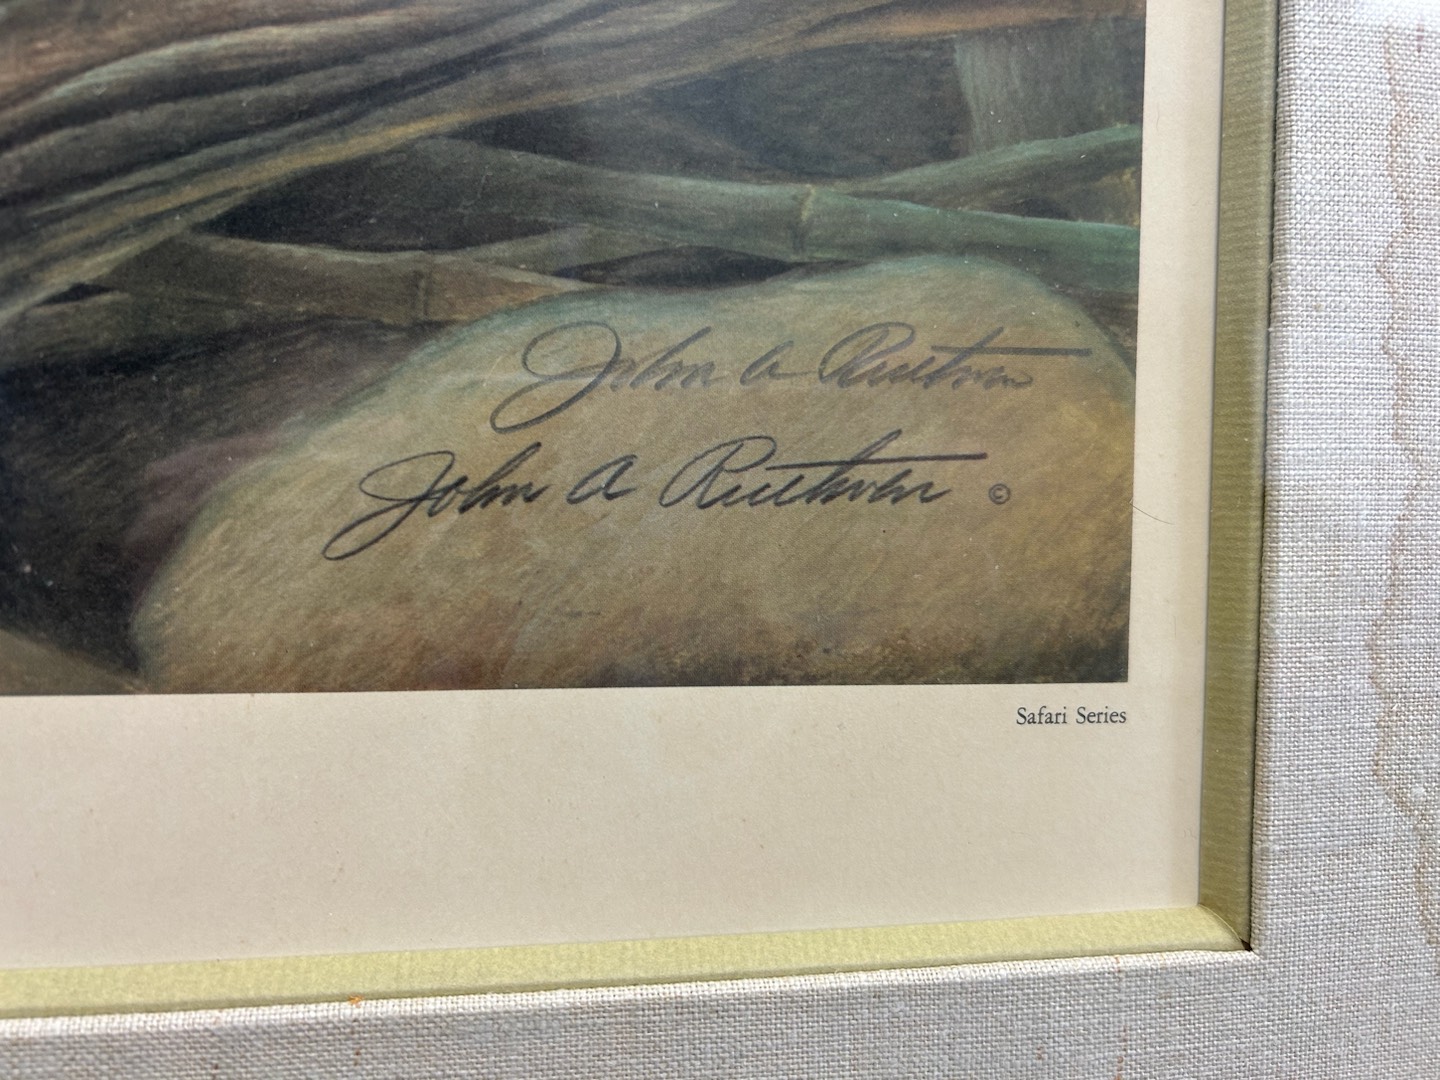 John A Ruthven
John A Ruthven ©
Safari Series